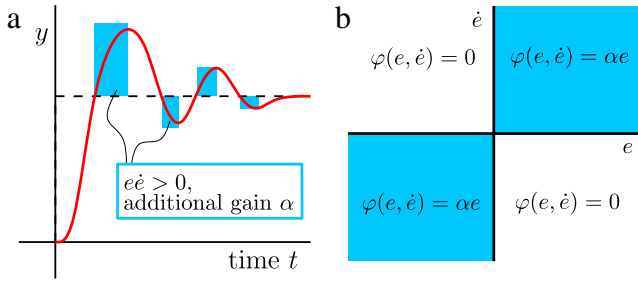 a
y
eė > 0,
additional gain α
time t
b
ė
φ(e, ė) = 0
φ(e, ė) = αe
e
φ(e, ė) = αe
φ(e, ė) = 0